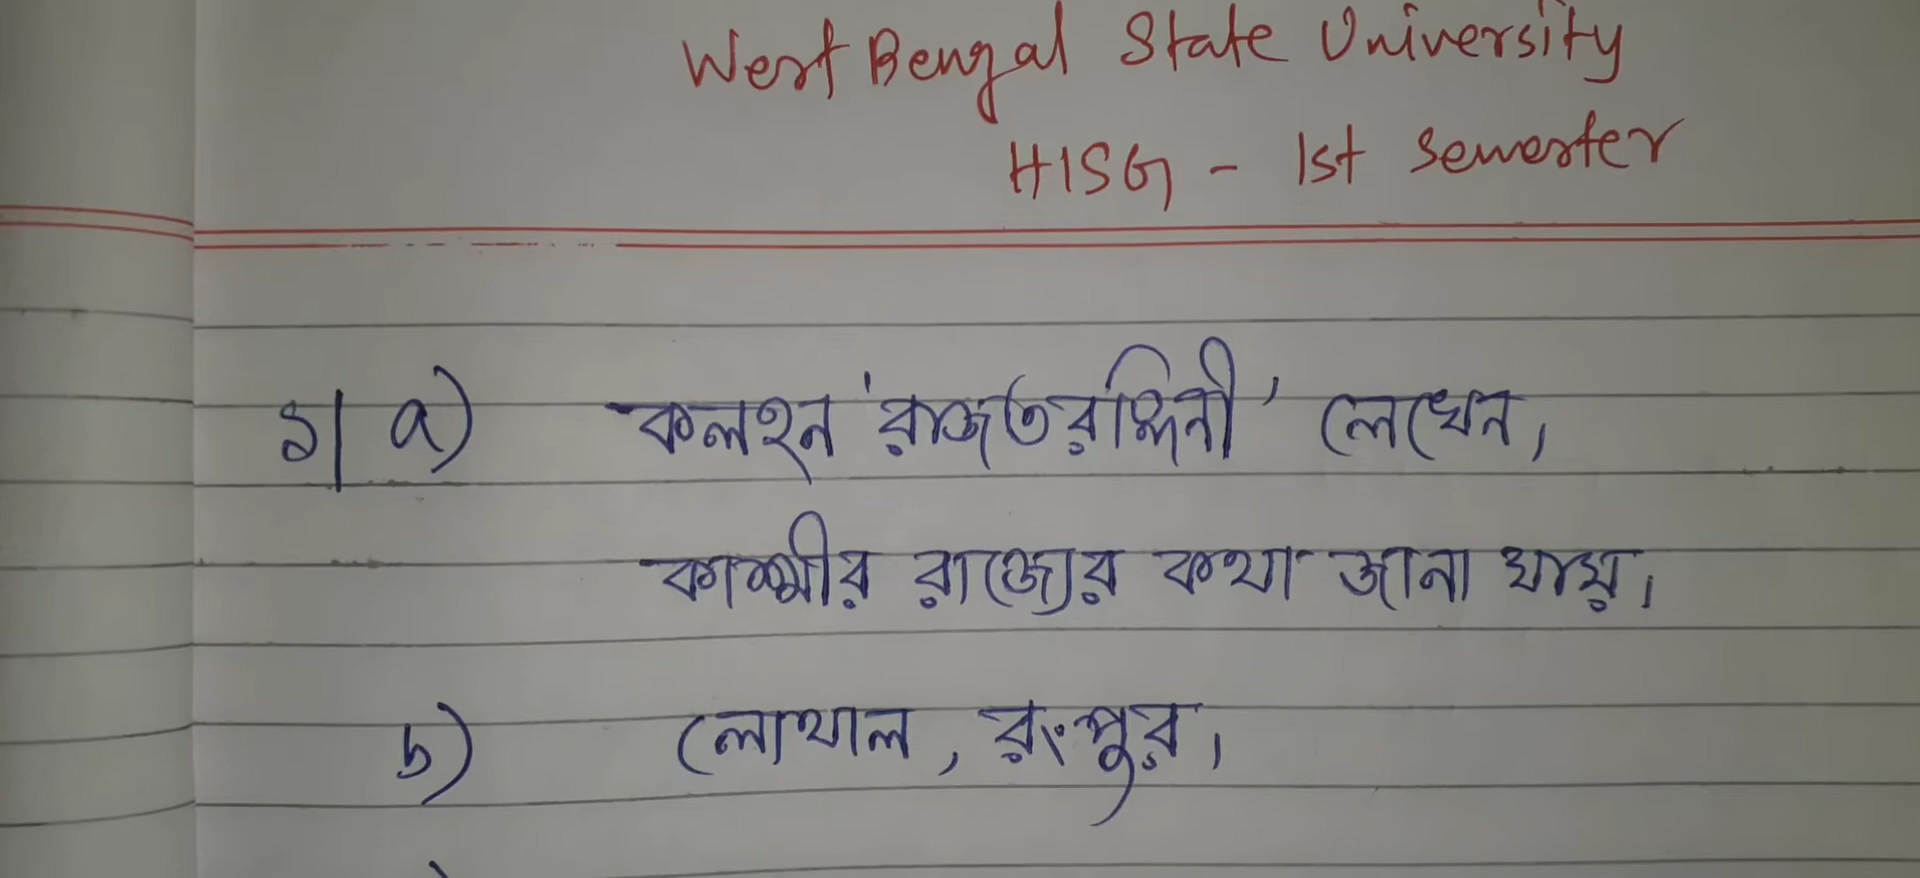 West Bengal State University
HISG - 1st semester
১| a) কলহন 'রাজতরঙ্গিনী' লেখেন,
কাশ্মীর রাজ্যের কথা জানা যায়।
b) লোথাল, রংপুর।